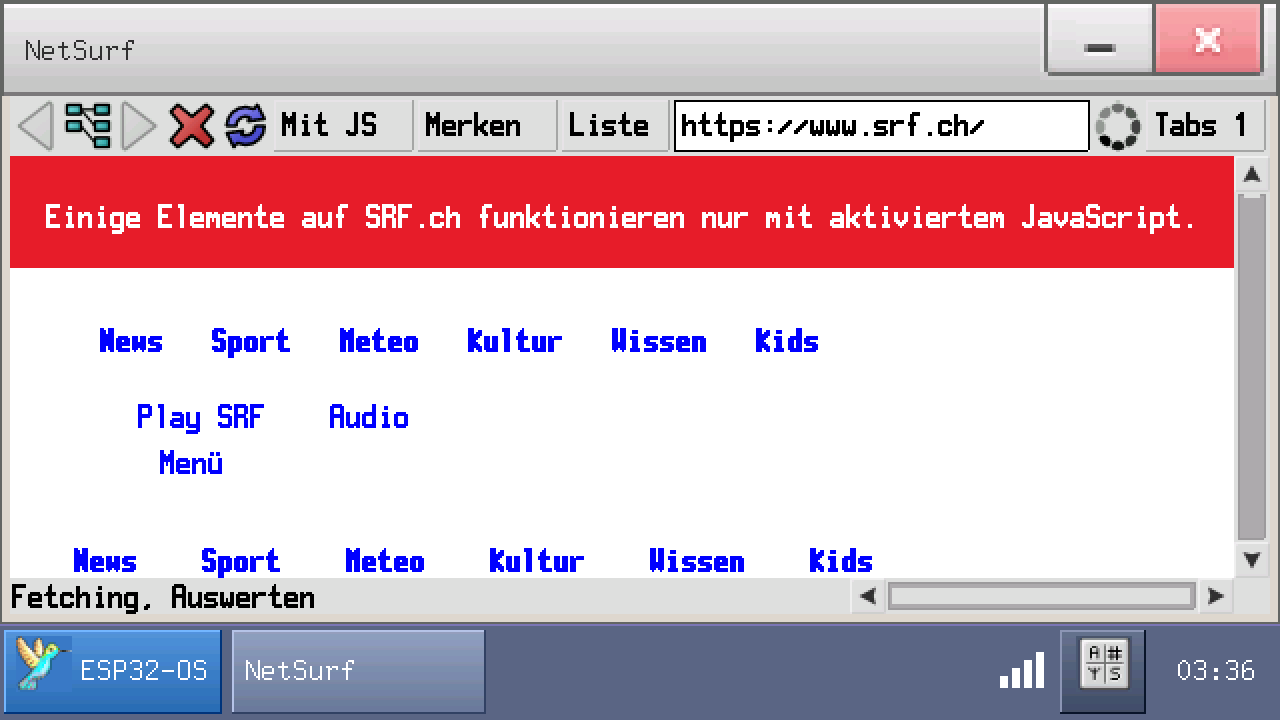 NetSurf
Mit JS Merken Liste https://www.srf.ch/ Tabs 1
Einige Elemente auf SRF.ch funktionieren nur mit aktiviertem JavaScript.
News Sport Meteo Kultur Wissen Kids
Play SRF Audio
Menü
News Sport Meteo Kultur Wissen Kids
Fetching, Auswerten
ESP32-OS NetSurf A # Y S 03:36